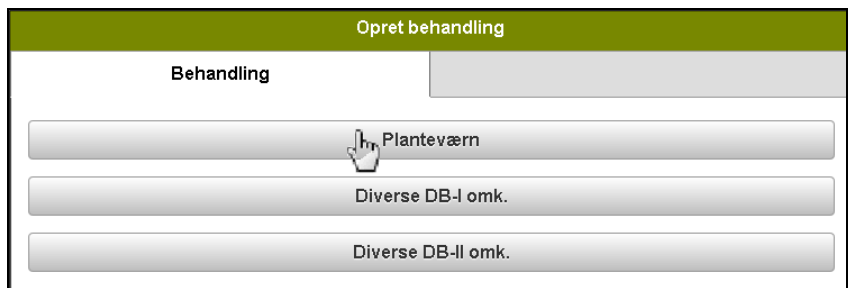 Opret behandling
Behandling
Planteværn
Diverse DB-I omk.
Diverse DB-II omk.